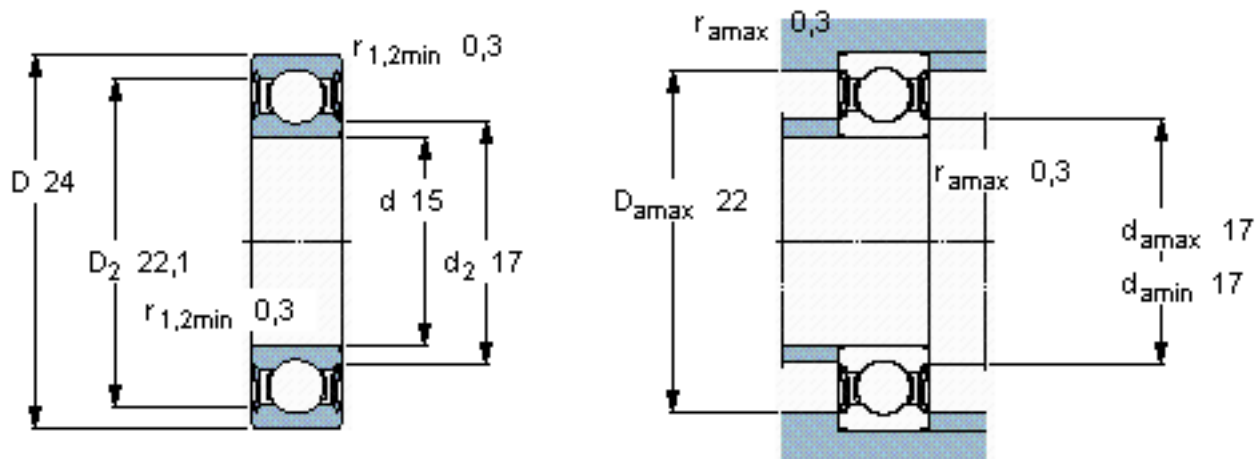 r1,2min 0,3
D 24
d 15
D2 22,1
d2 17
r1,2min 0,3
ramax 0,3
ramax 0,3
Damax 22
damax 17
damin 17